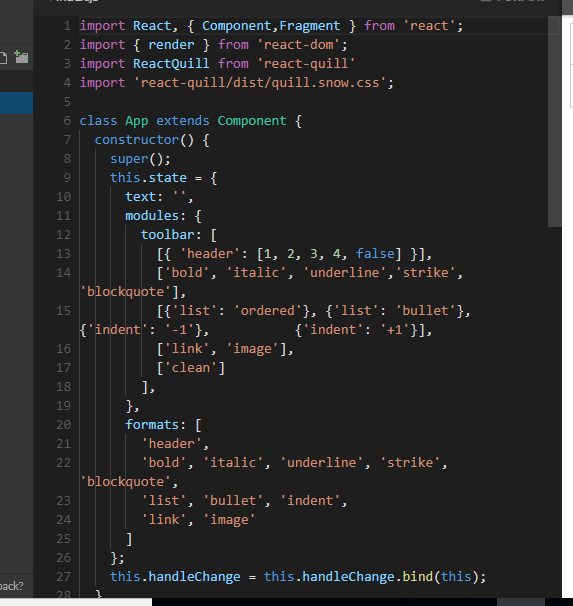 1 import React, { Component,Fragment } from 'react';
2 import { render } from 'react-dom';
3 import ReactQuill from 'react-quill'
4 import 'react-quill/dist/quill.snow.css';
5
6 class App extends Component {
7 constructor() {
8 super();
9 this.state = {
10 text: '',
11 modules: {
12 toolbar: [
13 [{ 'header': [1, 2, 3, 4, false] }],
14 ['bold', 'italic', 'underline','strike',
'blockquote'],
15 [{'list': 'ordered'}, {'list': 'bullet'},
{'indent': '-1'}, {'indent': '+1'}],
16 ['link', 'image'],
17 ['clean']
18 ],
19 },
20 formats: [
21 'header',
22 'bold', 'italic', 'underline', 'strike',
'blockquote',
23 'list', 'bullet', 'indent',
24 'link', 'image'
25 ]
26 };
27 this.handleChange = this.handleChange.bind(this);
back?
28 }